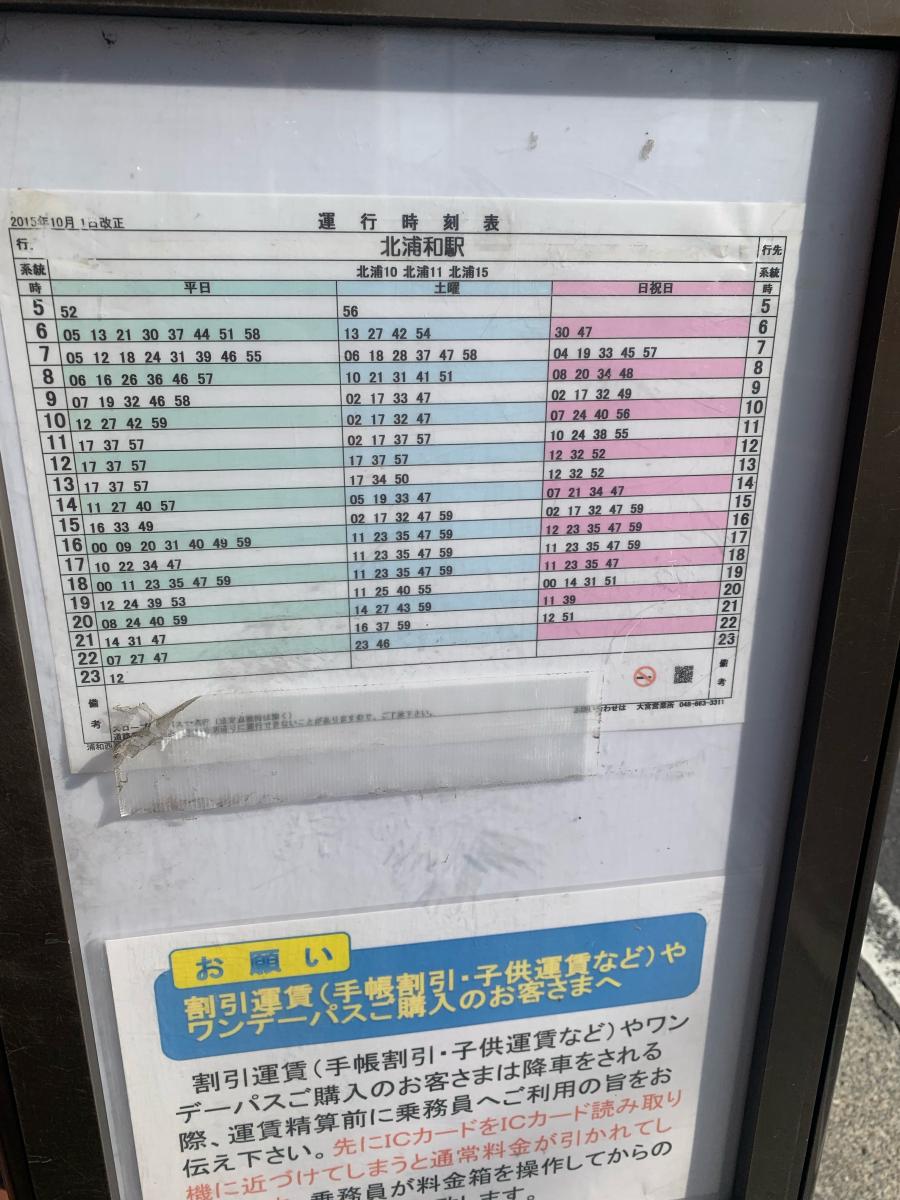 2015年10月1日改正 運行時刻表
行 北浦和駅 行先
系統 北浦10 北浦11 北浦15 系統
時 平日 土曜 日祝日 時
5 52 56 5
6 05 13 21 30 37 44 51 58 13 27 42 54 30 47 6
7 05 12 18 24 31 39 46 55 06 18 28 37 47 58 04 19 33 45 57 7
8 06 16 26 36 46 57 10 21 31 41 51 08 20 34 48 8
9 07 19 32 46 58 02 17 33 47 02 17 32 49 9
10 12 27 42 59 02 17 32 47 07 24 40 56 10
11 17 37 57 02 17 37 57 10 24 38 55 11
12 17 37 57 17 37 57 12 32 52 12
13 17 37 57 17 34 50 12 32 52 13
14 11 27 40 57 05 19 33 47 07 21 34 47 14
15 16 33 49 02 17 32 47 59 02 17 32 47 59 15
16 00 09 20 31 40 49 59 11 23 35 47 59 12 23 35 47 59 16
17 10 22 34 47 11 23 35 47 59 11 23 35 47 59 17
18 00 11 23 35 47 59 11 23 35 47 59 11 23 35 47 18
19 12 24 39 53 11 25 40 55 00 14 31 51 19
20 08 24 40 59 14 27 43 59 11 39 20
21 14 31 47 16 37 59 12 51 21
22 07 27 47 23 46 22
23 12 23
備考 備考
ご了承下さい。
大宮営業所 048-663-3311
浦和西
お願い
割引運賃(手帳割引・子供運賃など)や
ワンデーパスご購入のお客さまへ
割引運賃(手帳割引・子供運賃など)やワン
デーパスご購入のお客さまは降車をされる
際、運賃精算前に乗務員へご利用の旨をお
伝え下さい。先にICカードをICカード読み取り
機に近づけてしまうと通常料金が引かれてし
乗務員が料金箱を操作してからの
します。